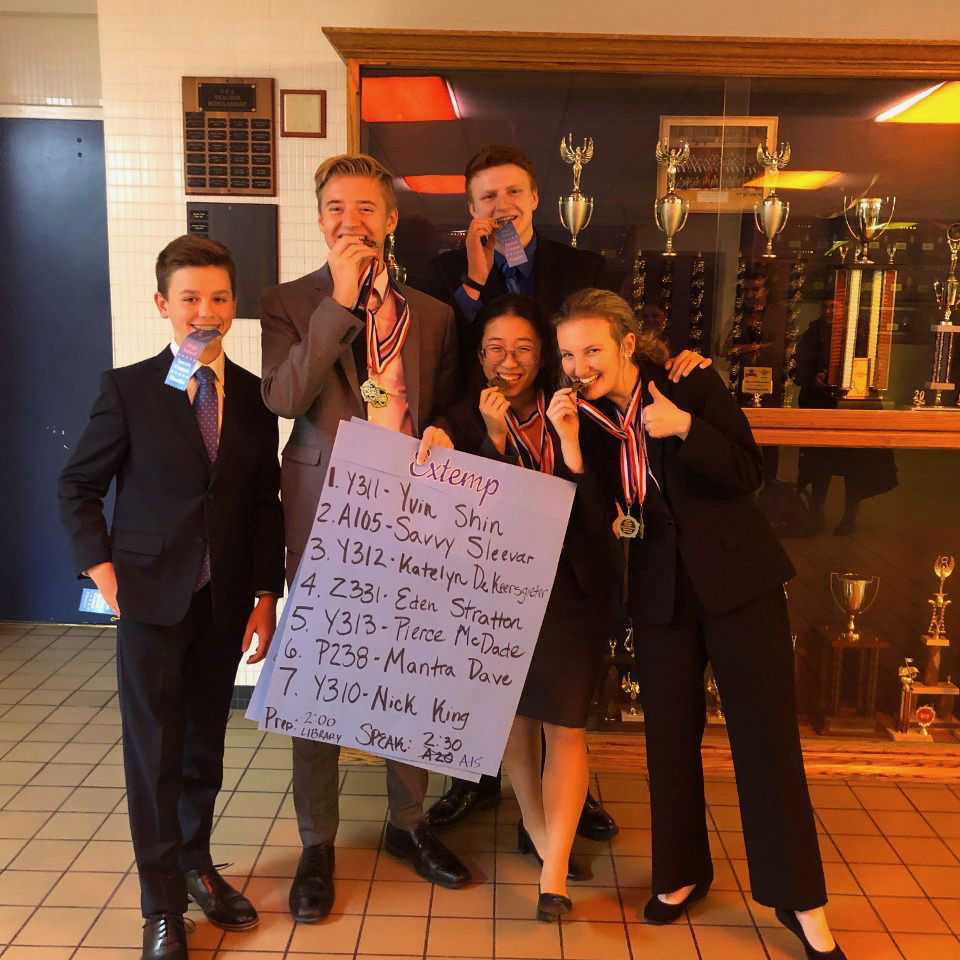 Extemp
1. Y311 - Yvin Shin
2. A105 - Savvy Sleevar
3. Y312 - Katelyn DeKeersgieter
4. Z331 - Eden Stratton
5. Y313 - Pierce McDade
6. P238 - Mantra Dave
7. Y310 - Nick King
Prep: 2:00 LIBRARY
SPEAK: 2:30 A20 A15